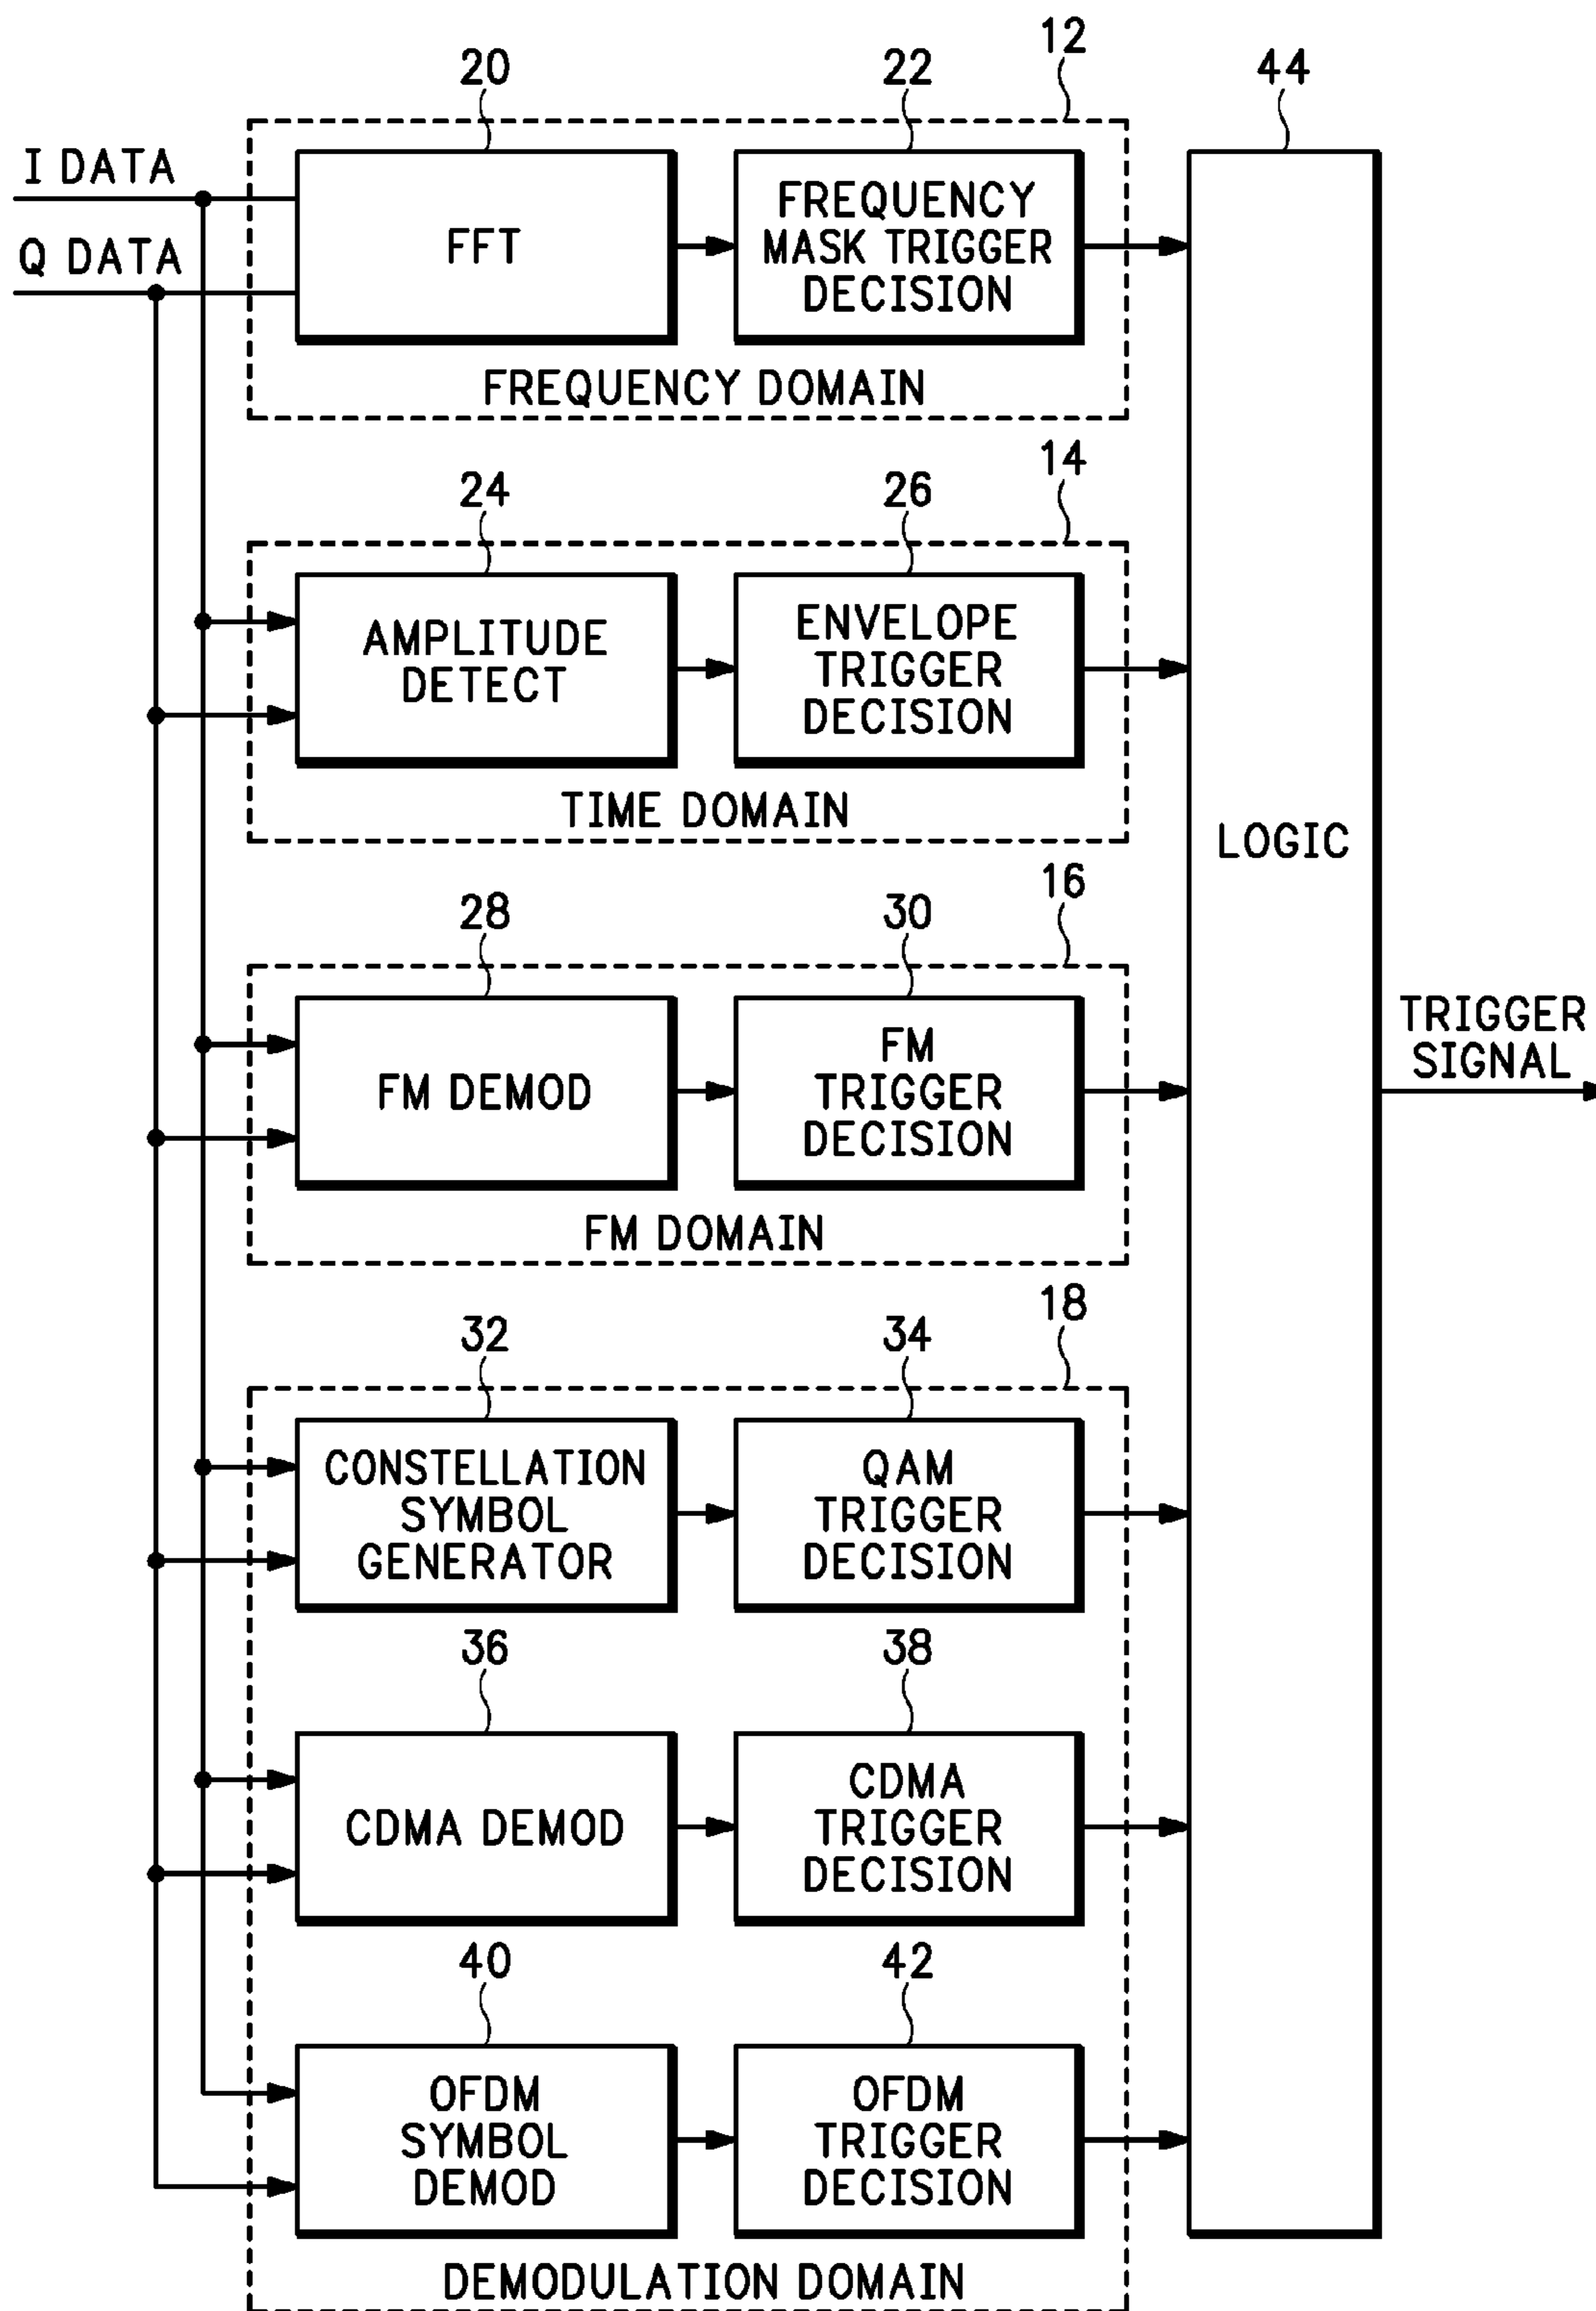 12
20
22
44
I DATA
Q DATA
FFT
FREQUENCY
MASK TRIGGER
DECISION
FREQUENCY DOMAIN
14
24
26
AMPLITUDE
DETECT
ENVELOPE
TRIGGER
DECISION
TIME DOMAIN
LOGIC
16
28
30
FM DEMOD
FM
TRIGGER
DECISION
FM DOMAIN
TRIGGER
SIGNAL
18
32
34
CONSTELLATION
SYMBOL
GENERATOR
QAM
TRIGGER
DECISION
36
38
CDMA DEMOD
CDMA
TRIGGER
DECISION
40
42
OFDM
SYMBOL
DEMOD
OFDM
TRIGGER
DECISION
DEMODULATION DOMAIN